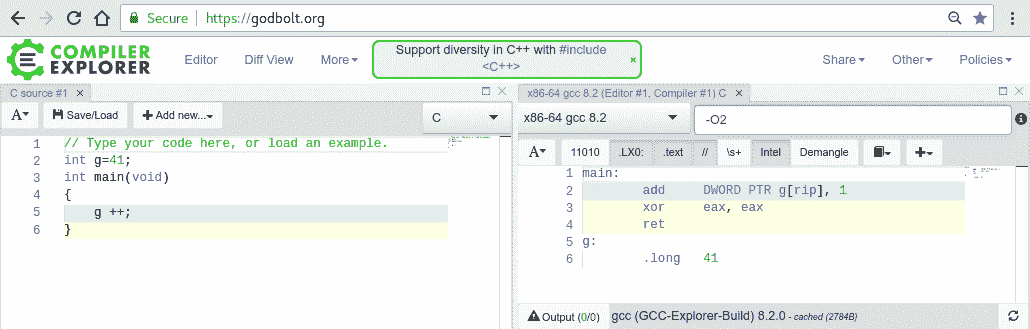 Secure https://godbolt.org
COMPILER
EXPLORER
Editor Diff View More
Support diversity in C++ with #include
<C++>
×
Share Other Policies
C source #1 ×
A Save/Load + Add new... C
1 // Type your code here, or load an example.
2 int g=41;
3 int main(void)
4 {
5 g ++;
6 }
x86-64 gcc 8.2 (Editor #1, Compiler #1) C ×
x86-64 gcc 8.2 -O2
A 11010 .LX0: .text // \s+ Intel Demangle +
1 main:
2 add DWORD PTR g[rip], 1
3 xor eax, eax
4 ret
5 g:
6 .long 41
Output (0/0) gcc (GCC-Explorer-Build) 8.2.0 - cached (2784B)